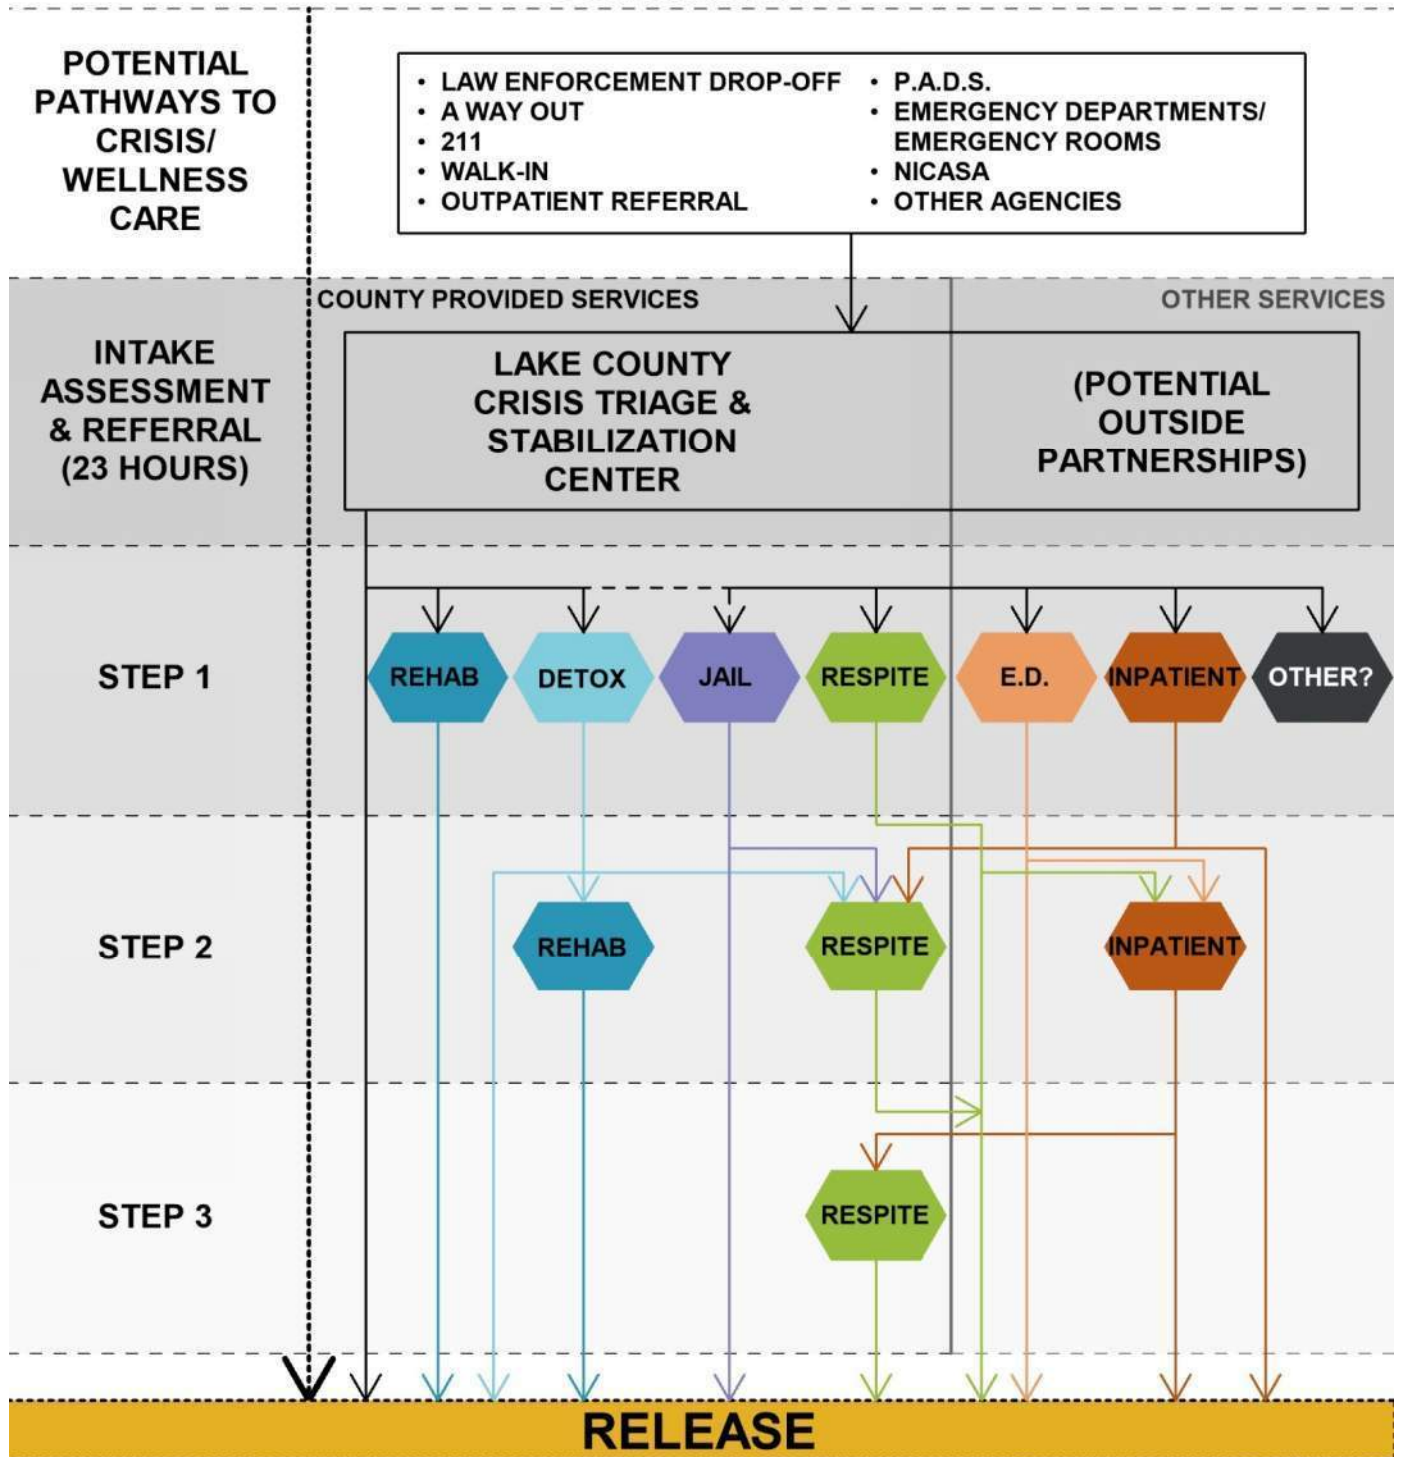 POTENTIAL
PATHWAYS TO
CRISIS/
WELLNESS
CARE
• LAW ENFORCEMENT DROP-OFF
• A WAY OUT
• 211
• WALK-IN
• OUTPATIENT REFERRAL
• P.A.D.S.
• EMERGENCY DEPARTMENTS/
EMERGENCY ROOMS
• NICASA
• OTHER AGENCIES
COUNTY PROVIDED SERVICES
OTHER SERVICES
INTAKE
ASSESSMENT
& REFERRAL
(23 HOURS)
LAKE COUNTY
CRISIS TRIAGE &
STABILIZATION
CENTER
(POTENTIAL
OUTSIDE
PARTNERSHIPS)
STEP 1
REHAB
DETOX
JAIL
RESPITE
E.D.
INPATIENT
OTHER?
STEP 2
REHAB
RESPITE
INPATIENT
STEP 3
RESPITE
RELEASE